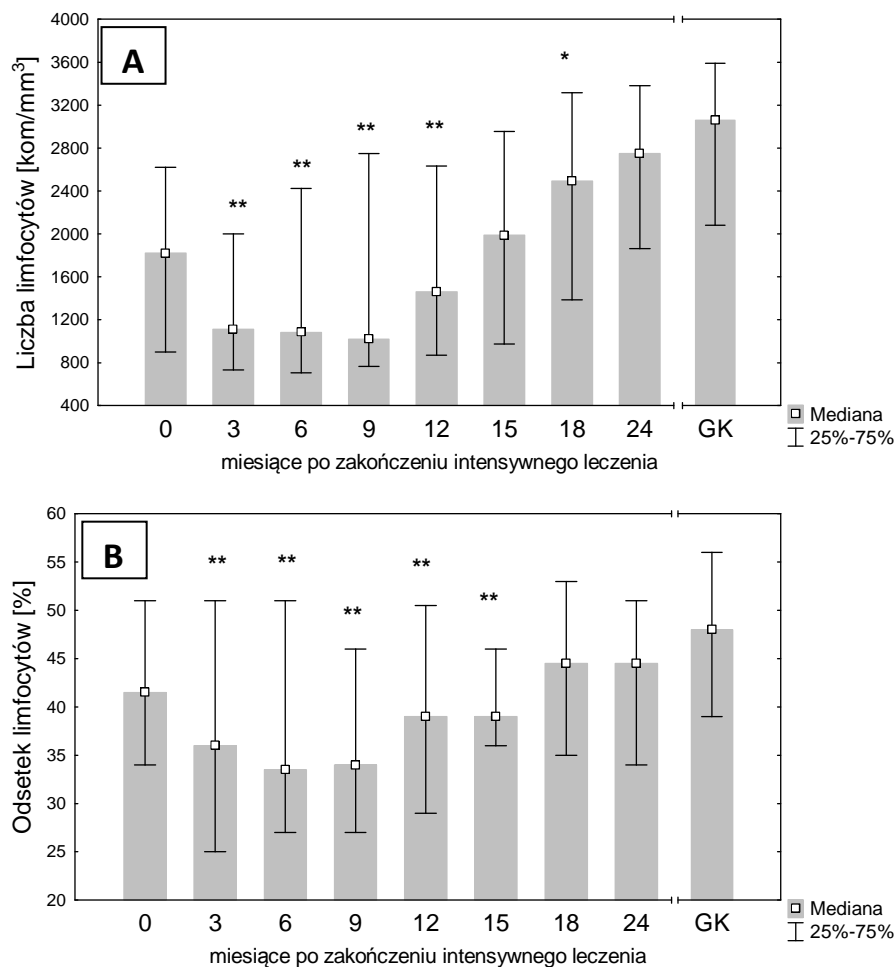 A
Liczba limfocytów [kom/mm³]
4000
3600
3200
2800
2400
2000
1600
1200
800
400
** ** ** ** *
0 3 6 9 12 15 18 24 GK
miesiące po zakończeniu intensywnego leczenia
Mediana
25%-75%
B
Odsetek limfocytów [%]
60
55
50
45
40
35
30
25
20
** ** ** ** **
0 3 6 9 12 15 18 24 GK
miesiące po zakończeniu intensywnego leczenia
Mediana
25%-75%